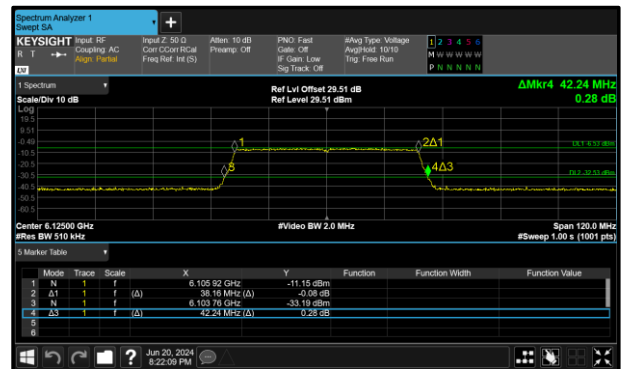 Spectrum Analyzer 1
Swept SA
+
KEYSIGHT Input: RF Input Z: 50 Ω Atten: 10 dB PNO: Fast #Avg Type: Voltage 1 2 3 4 5 6
R T Coupling: AC Corr CCorr RCal Preamp: Off Gate: Off Avg|Hold: 10/10 M W W W W W
Align: Partial Freq Ref: Int (S) IF Gain: Low Trig: Free Run
Sig Track: Off P N N N N N
1 Spectrum Ref Lvl Offset 29.51 dB ΔMkr4 42.24 MHz
Scale/Div 10 dB Ref Level 29.51 dBm 0.28 dB
Log
19.5
9.51
-0.49 1 2Δ1 DL1 -6.53 dBm
-10.5
-20.5 4Δ3
-30.5 DL2 -32.53 dBm
-40.5
-50.5
-60.5
Center 6.12500 GHz #Video BW 2.0 MHz Span 120.0 MHz
#Res BW 510 kHz #Sweep 1.00 s (1001 pts)
5 Marker Table
Mode Trace Scale X Y Function Function Width Function Value
1 N 1 f 6.105 92 GHz -11.15 dBm
2 Δ1 1 f (Δ) 38.16 MHz (Δ) -0.08 dB
3 N 1 f 6.103 76 GHz -33.19 dBm
4 Δ3 1 f (Δ) 42.24 MHz (Δ) 0.28 dB
5
6
? Jun 20, 2024
8:22:09 PM